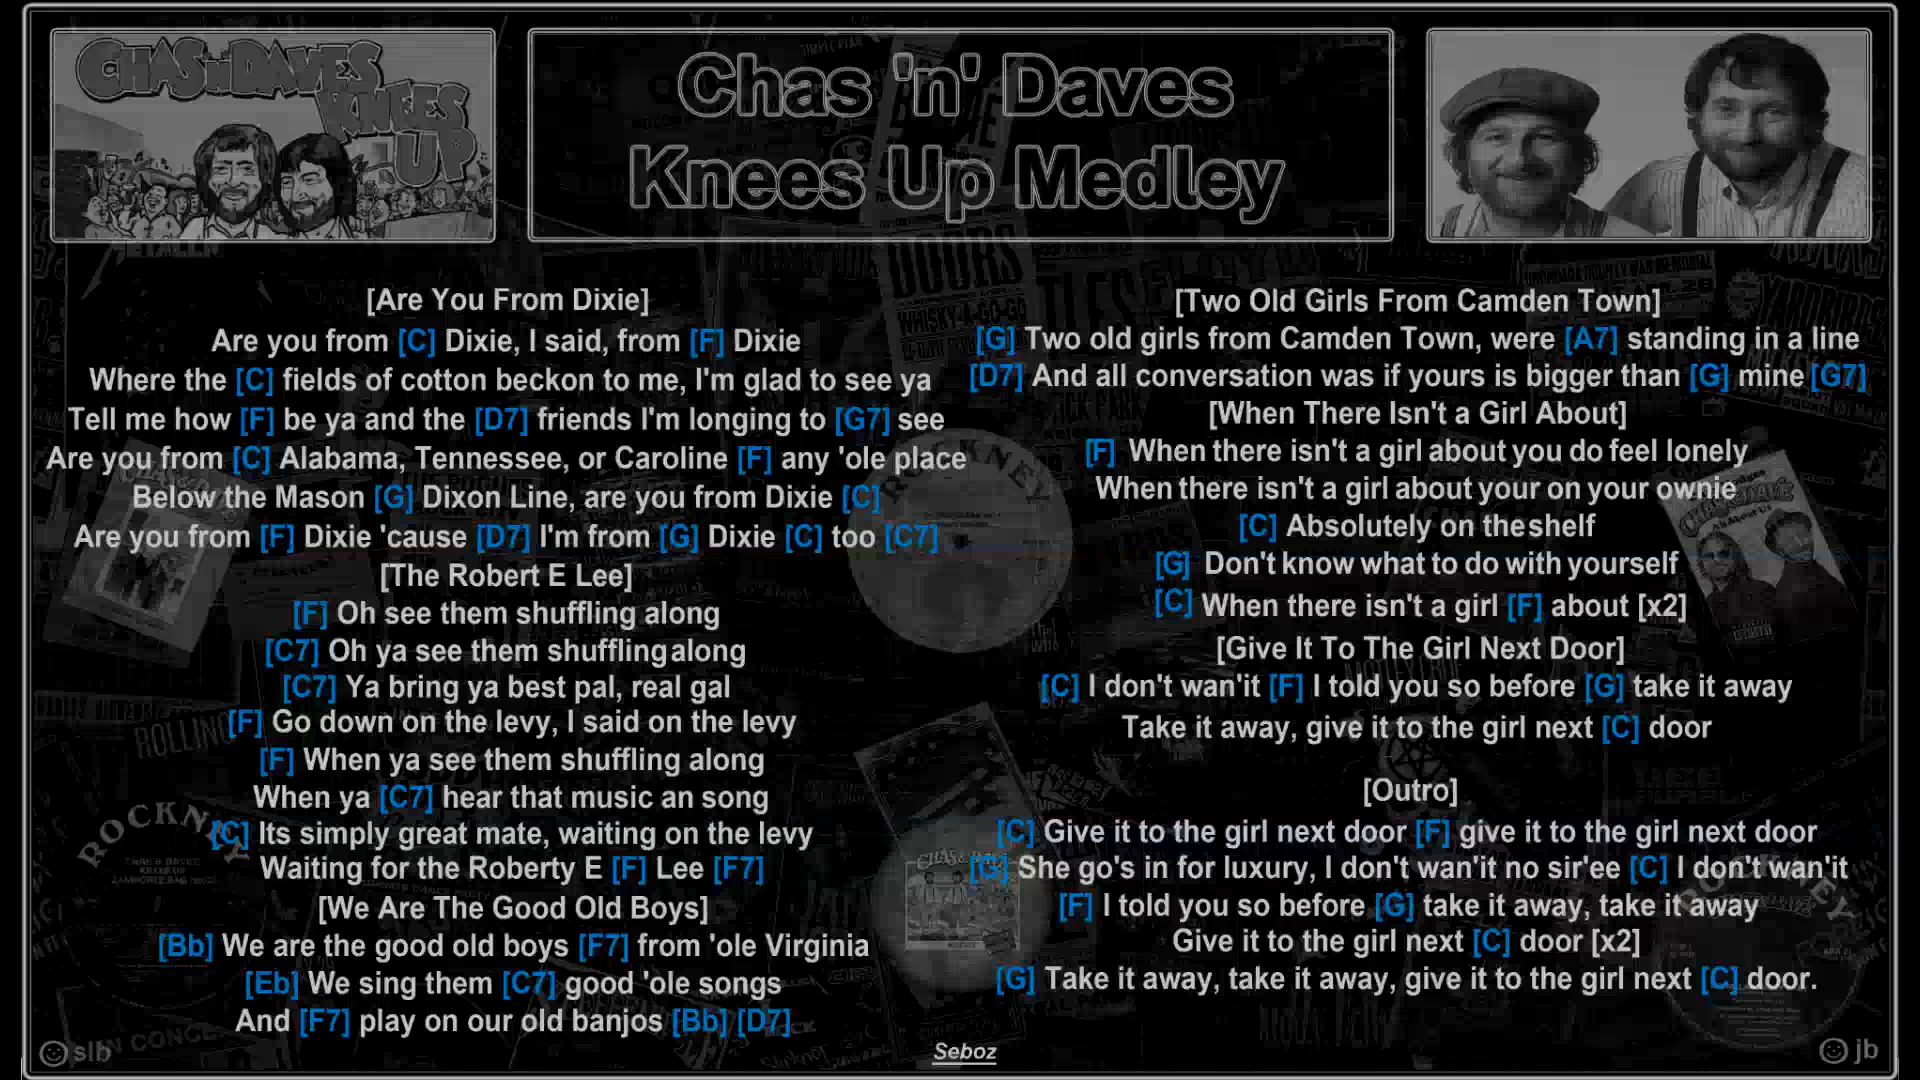 CHAS 'N' DAVES KNEES UP
Chas 'n' Daves
Knees Up Medley
[Are You From Dixie]
Are you from [C] Dixie, I said, from [F] Dixie
Where the [C] fields of cotton beckon to me, I'm glad to see ya
Tell me how [F] be ya and the [D7] friends I'm longing to [G7] see
Are you from [C] Alabama, Tennessee, or Caroline [F] any 'ole place
Below the Mason [G] Dixon Line, are you from Dixie [C]
Are you from [F] Dixie 'cause [D7] I'm from [G] Dixie [C] too [C7]
[The Robert E Lee]
[F] Oh see them shuffling along
[C7] Oh ya see them shuffling along
[C7] Ya bring ya best pal, real gal
[F] Go down on the levy, I said on the levy
[F] When ya see them shuffling along
When ya [C7] hear that music an song
[C] Its simply great mate, waiting on the levy
Waiting for the Roberty E [F] Lee [F7]
[We Are The Good Old Boys]
[Bb] We are the good old boys [F7] from 'ole Virginia
[Eb] We sing them [C7] good 'ole songs
And [F7] play on our old banjos [Bb] [D7]
[Two Old Girls From Camden Town]
[G] Two old girls from Camden Town, were [A7] standing in a line
[D7] And all conversation was if yours is bigger than [G] mine [G7]
[When There Isn't a Girl About]
[F] When there isn't a girl about you do feel lonely
When there isn't a girl about your on your ownie
[C] Absolutely on the shelf
[G] Don't know what to do with yourself
[C] When there isn't a girl [F] about [x2]
[Give It To The Girl Next Door]
[C] I don't wan'it [F] I told you so before [G] take it away
Take it away, give it to the girl next [C] door
[Outro]
[C] Give it to the girl next door [F] give it to the girl next door
[G] She go's in for luxury, I don't wan'it no sir'ee [C] I don't wan'it
[F] I told you so before [G] take it away, take it away
Give it to the girl next [C] door [x2]
[G] Take it away, take it away, give it to the girl next [C] door.
slb
Seboz
jb
DOORS
WHISKY-A-GO-GO
ROCKNEY
ROLLING
ROCKNEY
CHAS & DAVE
ROCKNEY
IN CONCERT